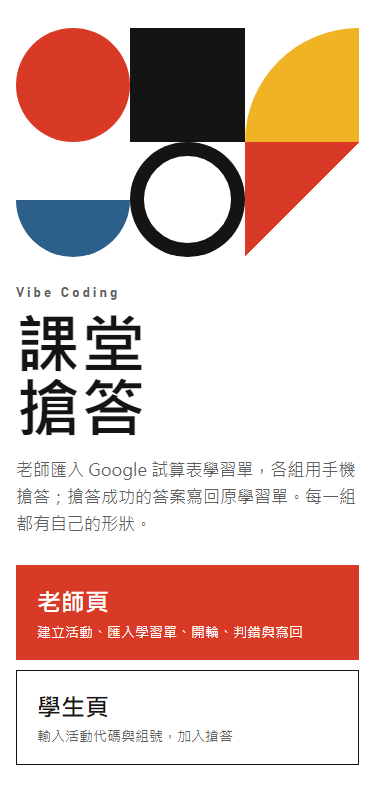 Vibe Coding
課堂
搶答
老師匯入 Google 試算表學習單，各組用手機
搶答；搶答成功的答案寫回原學習單。每一組
都有自己的形狀。
老師頁
建立活動、匯入學習單、開輪、判錯與寫回
學生頁
輸入活動代碼與組號，加入搶答